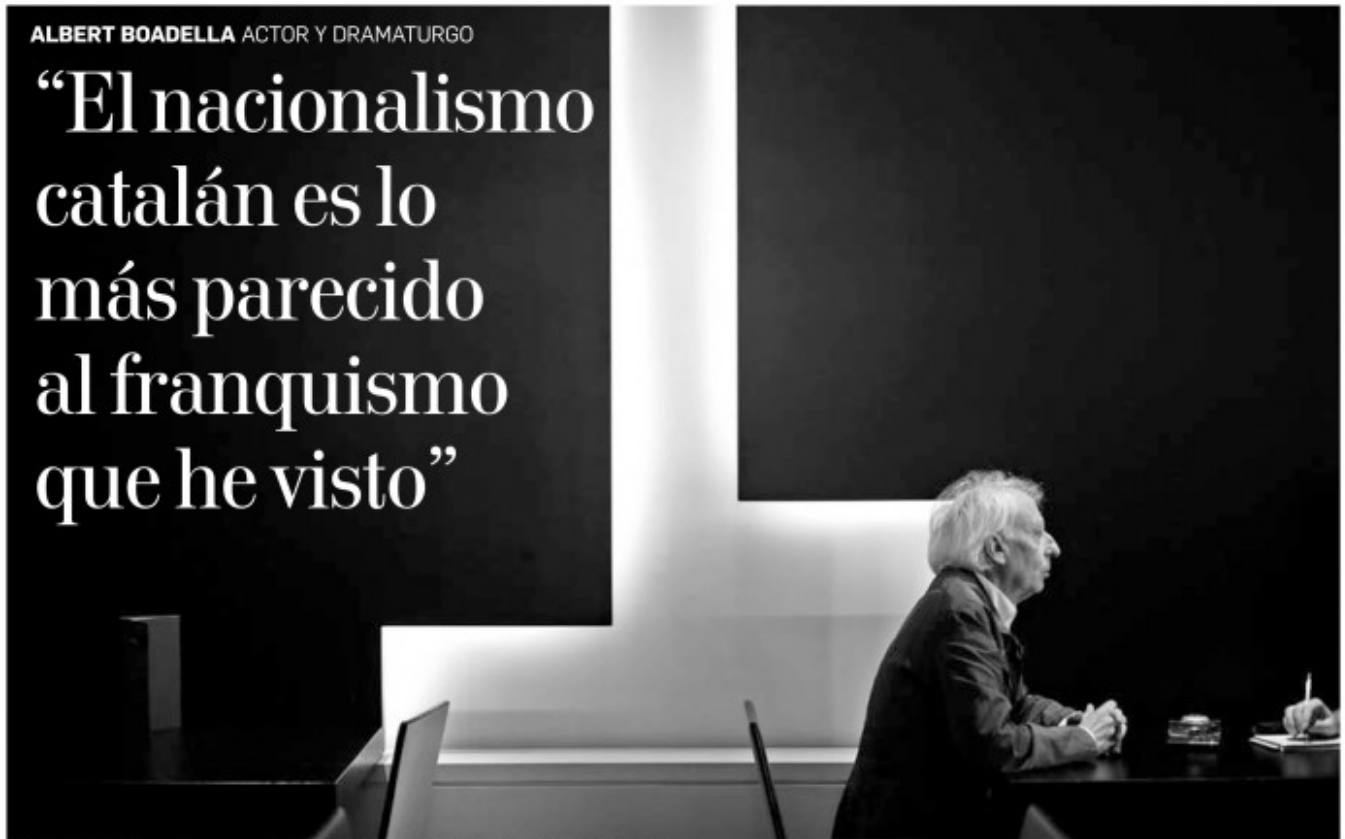 ALBERT BOADELLA ACTOR Y DRAMATURGO
“El nacionalismo
catalán es lo
más parecido
al franquismo
que he visto”